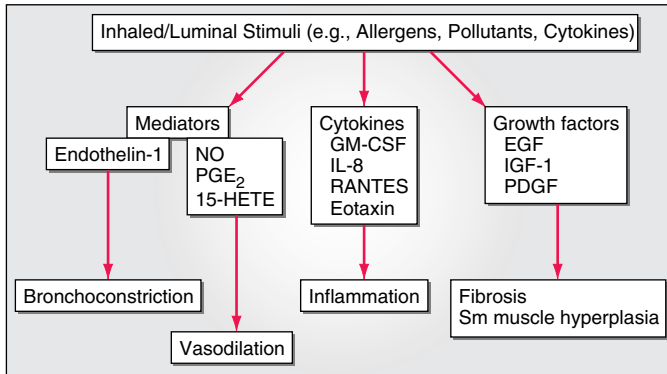 Inhaled/Luminal Stimuli (e.g., Allergens, Pollutants, Cytokines)
Mediators
Endothelin-1
NO
PGE₂
15-HETE
Cytokines
GM-CSF
IL-8
RANTES
Eotaxin
Growth factors
EGF
IGF-1
PDGF
Bronchoconstriction
Vasodilation
Inflammation
Fibrosis
Sm muscle hyperplasia